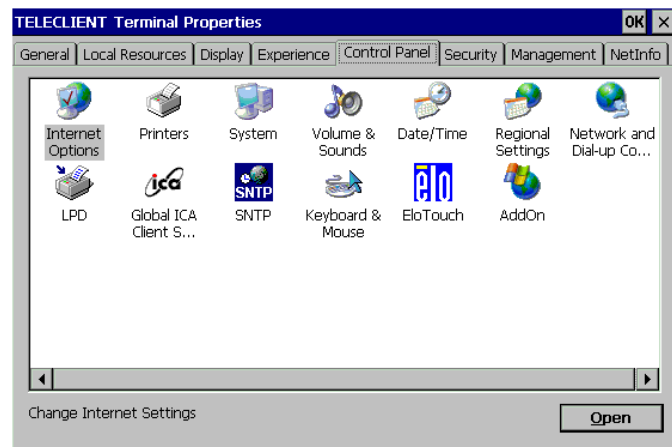 TELECLIENT Terminal Properties OK ×
General Local Resources Display Experience Control Panel Security Management NetInfo
Internet Options
Printers
System
Volume & Sounds
Date/Time
Regional Settings
Network and Dial-up Co...
LPD
ica
Global ICA Client S...
SNTP
SNTP
Keyboard & Mouse
elo
EloTouch
AddOn
Change Internet Settings
Open